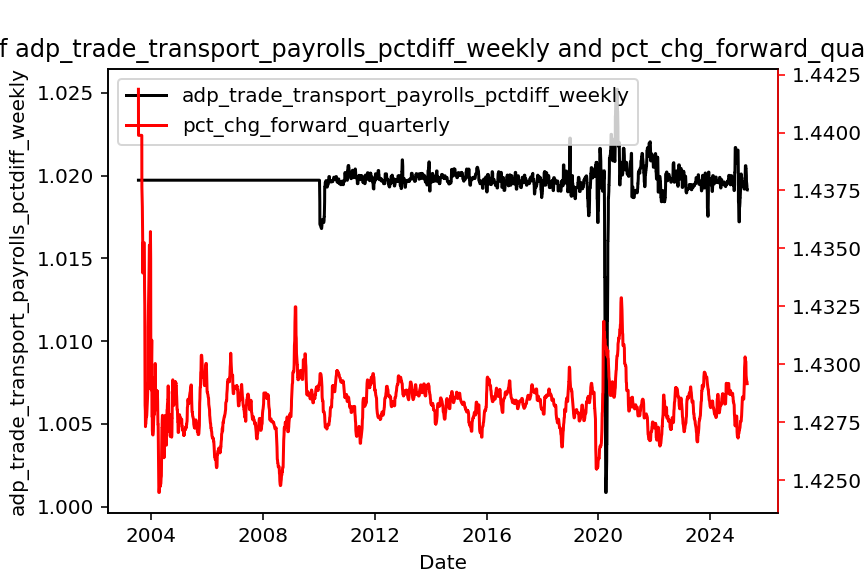 f adp_trade_transport_payrolls_pctdiff_weekly and pct_chg_forward_qua
adp_trade_transport_payrolls_pctdiff_weekly
pct_chg_forward_quarterly
adp_trade_transport_payrolls_pctdiff_weekly
1.025
1.020
1.015
1.010
1.005
1.000
1.4425
1.4400
1.4375
1.4350
1.4325
1.4300
1.4275
1.4250
2004 2008 2012 2016 2020 2024
Date